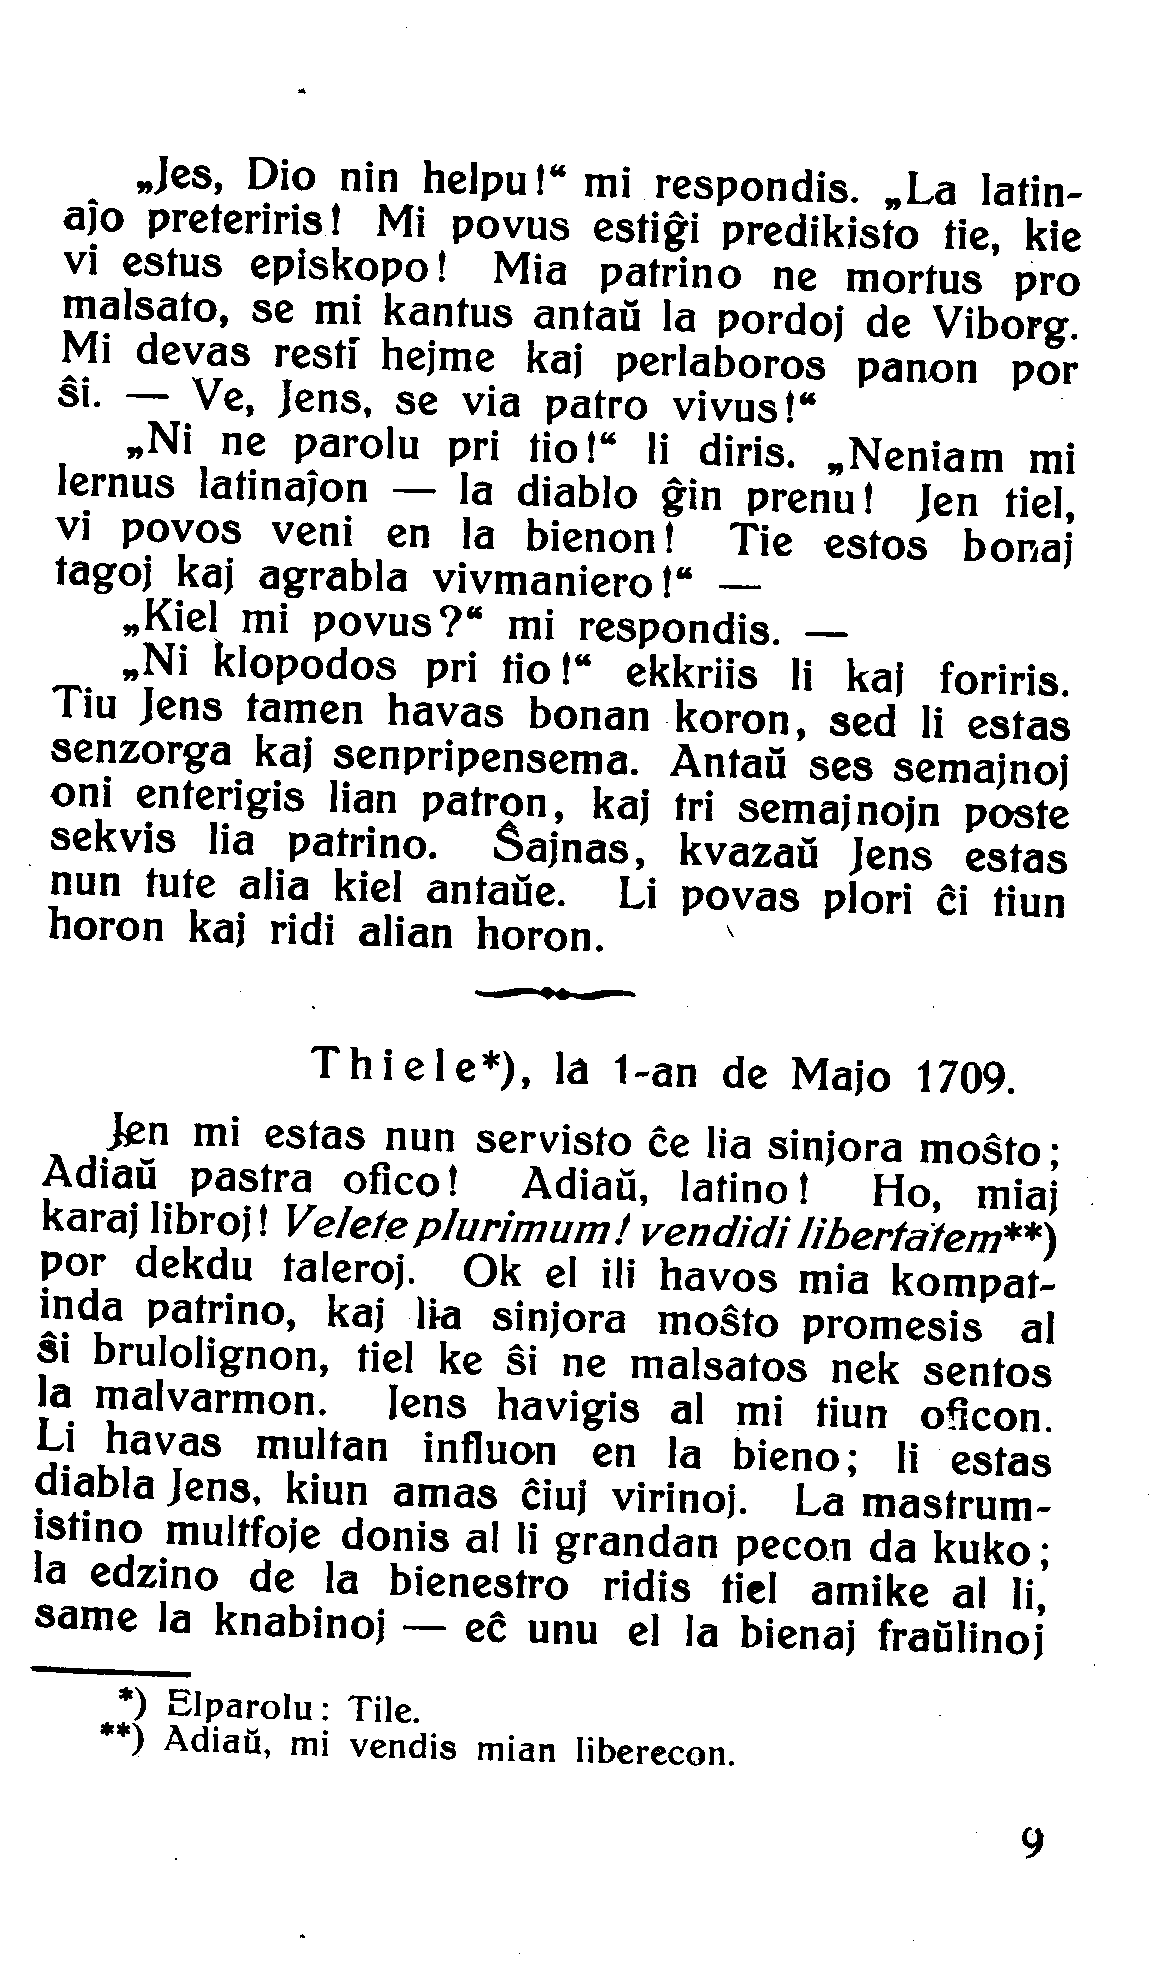 „Jes, Dio nin helpu!“ mi respondis. „La latin-
aĵo preteriris! Mi povus estiĝi predikisto tie, kie
vi estus episkopo! Mia patrino ne mortus pro
malsato, se mi kantus antaŭ la pordoj de Viborg.
Mi devas resti hejme kaj perlaboros panon por
ŝi. — Ve, Jens, se via patro vivus!“
„Ni ne parolu pri tio!“ li diris. „Neniam mi
lernus latinaĵon — la diablo ĝin prenu! Jen tiel,
vi povos veni en la bienon! Tie estos bonaj
tagoj kaj agrabla vivmaniero!“ —
„Kiel mi povus?“ mi respondis. —
„Ni klopodos pri tio!“ ekkriis li kaj foriris.
Tiu Jens tamen havas bonan koron, sed li estas
senzorga kaj senpripensema. Antaŭ ses semajnoj
oni enterigis lian patron, kaj tri semajnojn poste
sekvis lia patrino. Ŝajnas, kvazaŭ Jens estas
nun tute alia kiel antaŭe. Li povas plori ĉi tiun
horon kaj ridi alian horon.
Thiele*), la 1-an de Majo 1709.
Jen mi estas nun servisto ĉe lia sinjora moŝto;
Adiaŭ pastra ofico! Adiaŭ, latino! Ho, miaj
karaj libroj! Velete plurimum! vendidi libertatem**)
por dekdu taleroj. Ok el ili havos mia kompat-
inda patrino, kaj lia sinjora moŝto promesis al
ŝi brulolignon, tiel ke ŝi ne malsatos nek sentos
la malvarmon. Jens havigis al mi tiun oficon.
Li havas multan influon en la bieno; li estas
diabla Jens, kiun amas ĉiuj virinoj. La mastrum-
istino multfoje donis al li grandan pecon da kuko;
la edzino de la bienestro ridis tiel amike al li,
same la knabinoj — eĉ unu el la bienaj fraŭlinoj
*) Elparolu: Tile.
**) Adiaŭ, mi vendis mian liberecon.
9